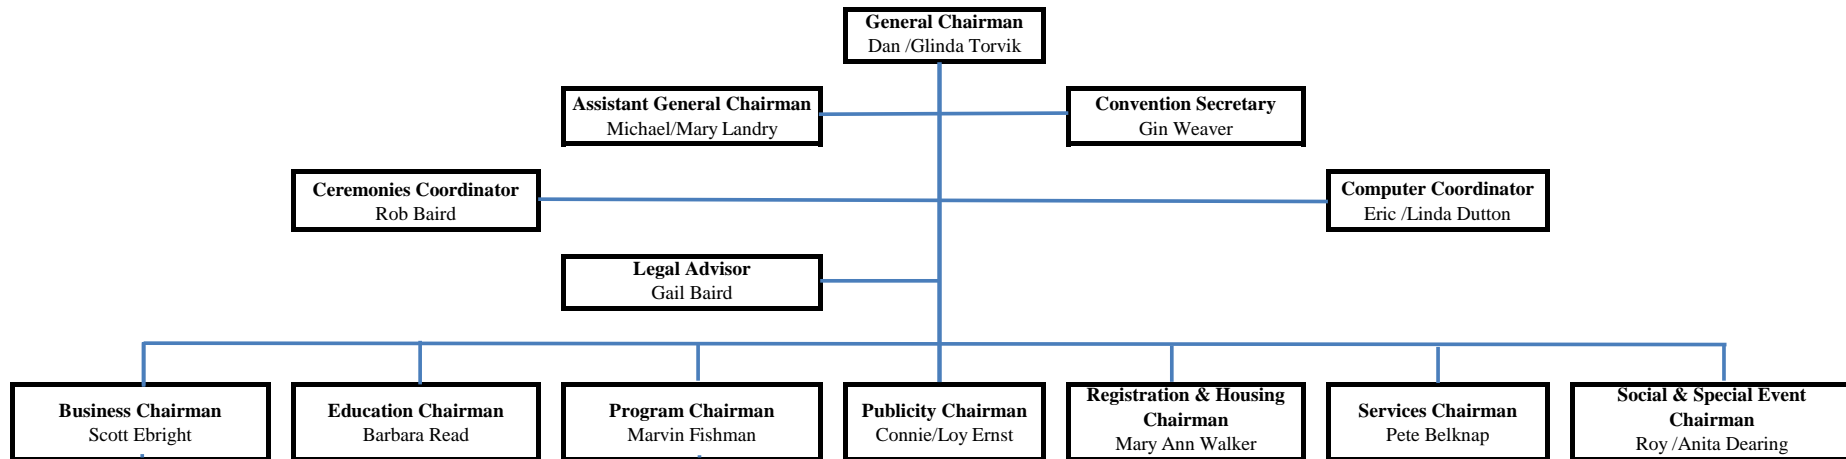 General Chairman
Dan /Glinda Torvik
Assistant General Chairman
Michael/Mary Landry
Convention Secretary
Gin Weaver
Ceremonies Coordinator
Rob Baird
Computer Coordinator
Eric /Linda Dutton
Legal Advisor
Gail Baird
Business Chairman
Scott Ebright
Education Chairman
Barbara Read
Program Chairman
Marvin Fishman
Publicity Chairman
Connie/Loy Ernst
Registration & Housing
Chairman
Mary Ann Walker
Services Chairman
Pete Belknap
Social & Special Event
Chairman
Roy /Anita Dearing